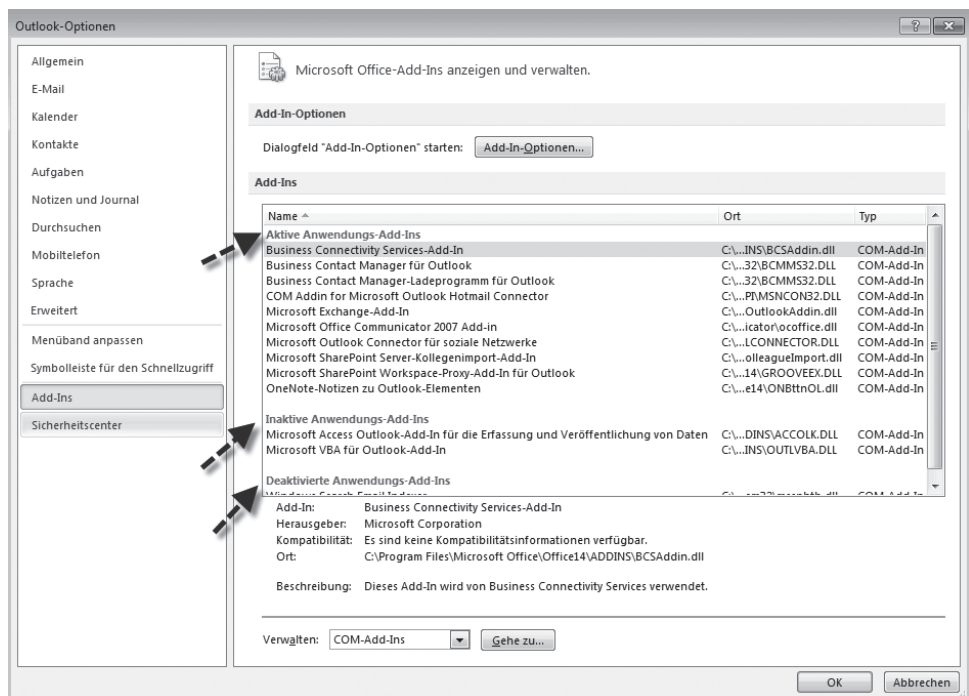 Outlook-Optionen
Allgemein
E-Mail
Kalender
Kontakte
Aufgaben
Notizen und Journal
Durchsuchen
Mobiltelefon
Sprache
Erweitert
Menüband anpassen
Symbolleiste für den Schnellzugriff
Add-Ins
Sicherheitscenter
Microsoft Office-Add-Ins anzeigen und verwalten.
Add-In-Optionen
Dialogfeld "Add-In-Optionen" starten: Add-In-Optionen...
Add-Ins
Name Ort Typ
Aktive Anwendungs-Add-Ins
Business Connectivity Services-Add-In C:\...INS\BCSAddin.dll COM-Add-In
Business Contact Manager für Outlook C:\...32\BCMMS32.DLL COM-Add-In
Business Contact Manager-Ladeprogramm für Outlook C:\...32\BCMMS32.DLL COM-Add-In
COM Addin for Microsoft Outlook Hotmail Connector C:\...PI\MSNCON32.DLL COM-Add-In
Microsoft Exchange-Add-In C:\...OutlookAddin.dll COM-Add-In
Microsoft Office Communicator 2007 Add-in C:\...icator\ocoffice.dll COM-Add-In
Microsoft Outlook Connector für soziale Netzwerke C:\...LCONNECTOR.DLL COM-Add-In
Microsoft SharePoint Server-Kollegenimport-Add-In C:\...olleagueImport.dll COM-Add-In
Microsoft SharePoint Workspace-Proxy-Add-In für Outlook C:\...14\GROOVEEX.DLL COM-Add-In
OneNote-Notizen zu Outlook-Elementen C:\...e14\ONBttnOL.dll COM-Add-In
Inaktive Anwendungs-Add-Ins
Microsoft Access Outlook-Add-In für die Erfassung und Veröffentlichung von Daten C:\...DINS\ACCOLK.DLL COM-Add-In
Microsoft VBA für Outlook-Add-In C:\...INS\OUTLVBA.DLL COM-Add-In
Deaktivierte Anwendungs-Add-Ins
Windows Search Email Indexer COM-Add-In
Add-In: Business Connectivity Services-Add-In
Herausgeber: Microsoft Corporation
Kompatibilität: Es sind keine Kompatibilitätsinformationen verfügbar.
Ort: C:\Program Files\Microsoft Office\Office14\ADDINS\BCSAddin.dll
Beschreibung: Dieses Add-In wird von Business Connectivity Services verwendet.
Verwalten: COM-Add-Ins Gehe zu...
OK Abbrechen